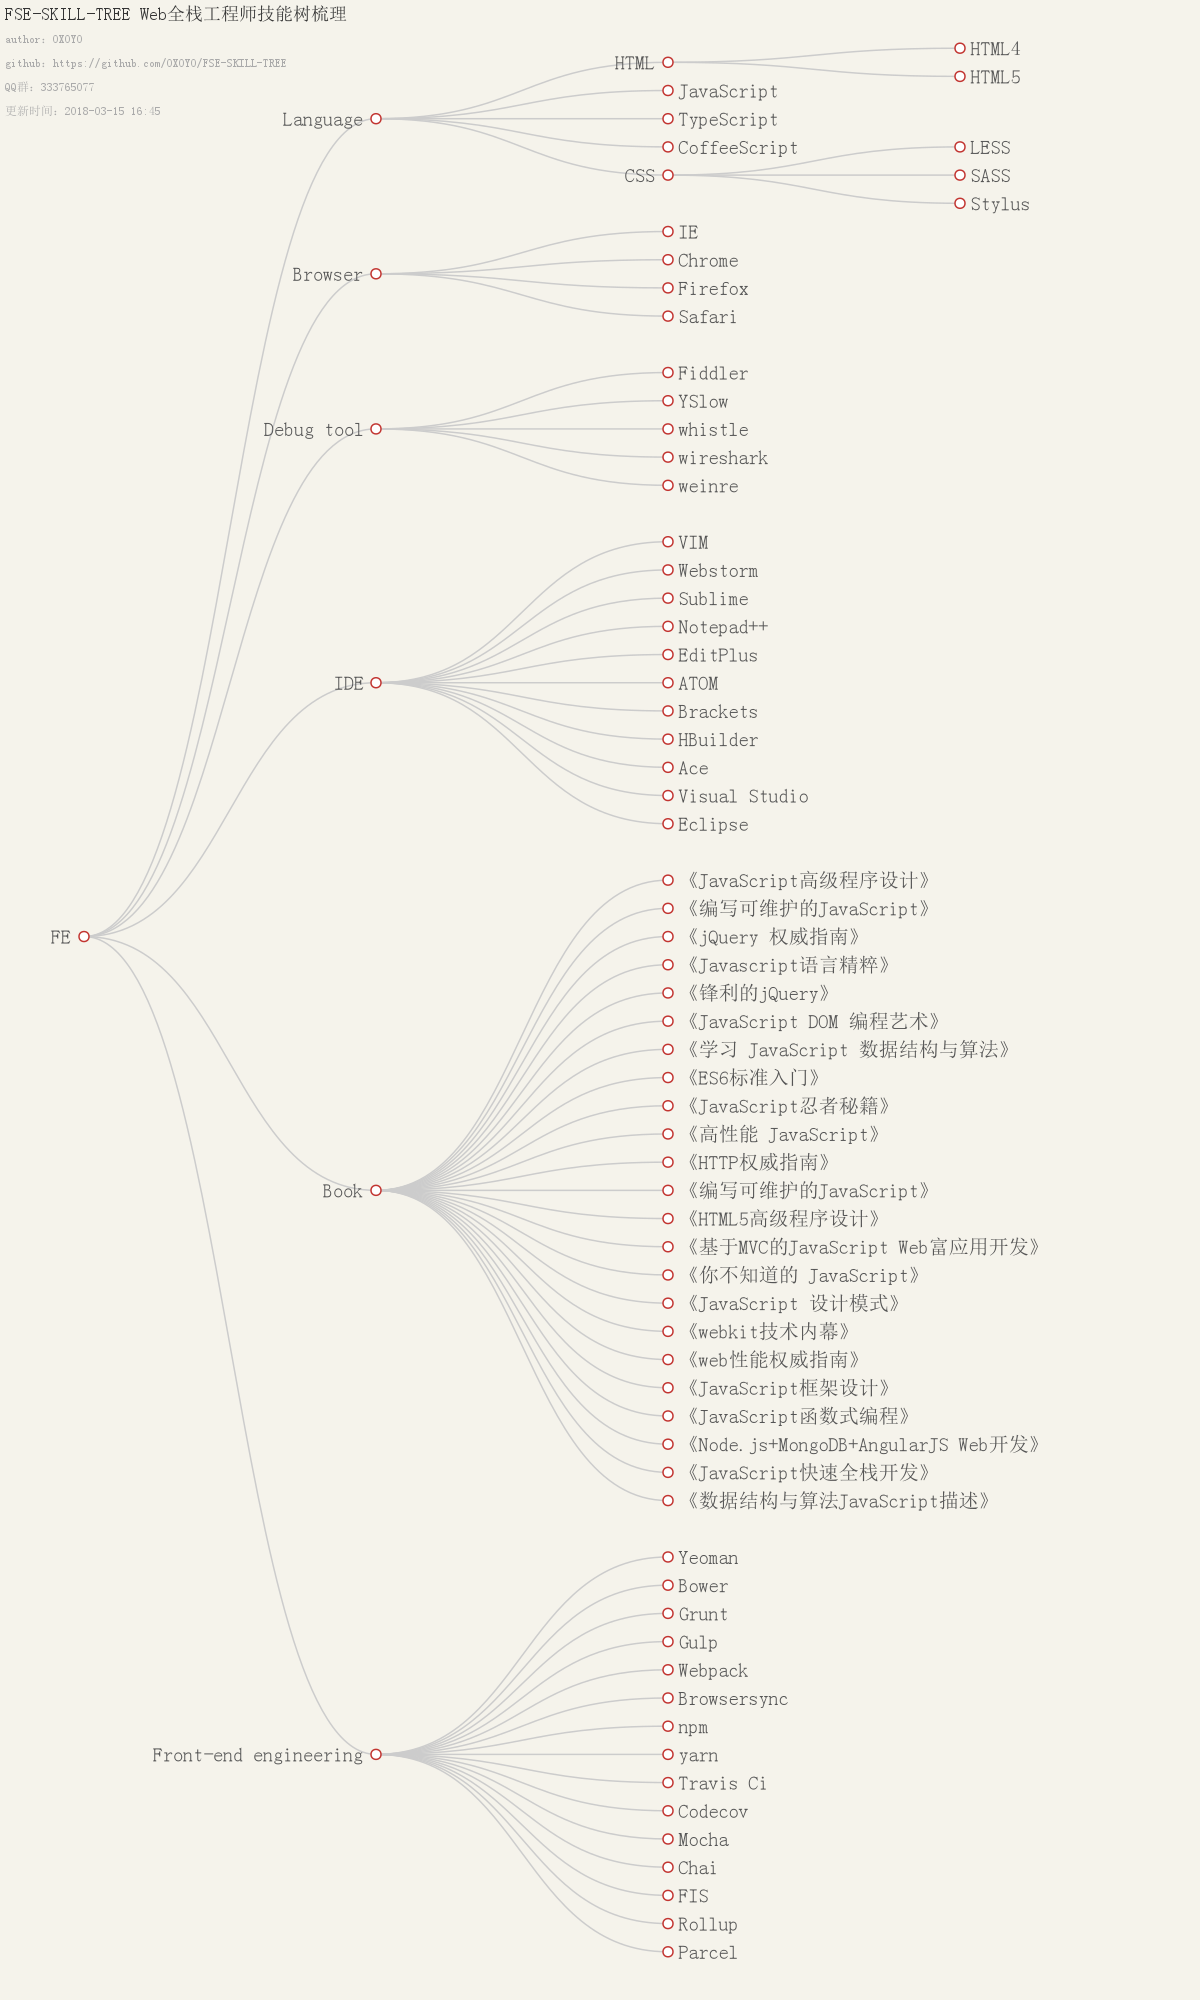 FSE-SKILL-TREE Web全栈工程师技能树梳理
author: OXOYO
github: https://github.com/OXOYO/FSE-SKILL-TREE
QQ群: 333765077
更新时间: 2018-03-15 16:45
FE
Language
HTML
HTML4
HTML5
JavaScript
TypeScript
CoffeeScript
CSS
LESS
SASS
Stylus
Browser
IE
Chrome
Firefox
Safari
Debug tool
Fiddler
YSlow
whistle
wireshark
weinre
IDE
VIM
Webstorm
Sublime
Notepad++
EditPlus
ATOM
Brackets
HBuilder
Ace
Visual Studio
Eclipse
Book
《JavaScript高级程序设计》
《编写可维护的JavaScript》
《jQuery 权威指南》
《Javascript语言精粹》
《锋利的jQuery》
《JavaScript DOM 编程艺术》
《学习 JavaScript 数据结构与算法》
《ES6标准入门》
《JavaScript忍者秘籍》
《高性能 JavaScript》
《HTTP权威指南》
《编写可维护的JavaScript》
《HTML5高级程序设计》
《基于MVC的JavaScript Web富应用开发》
《你不知道的 JavaScript》
《JavaScript 设计模式》
《webkit技术内幕》
《web性能权威指南》
《JavaScript框架设计》
《JavaScript函数式编程》
《Node.js+MongoDB+AngularJS Web开发》
《JavaScript快速全栈开发》
《数据结构与算法JavaScript描述》
Front-end engineering
Yeoman
Bower
Grunt
Gulp
Webpack
Browsersync
npm
yarn
Travis Ci
Codecov
Mocha
Chai
FIS
Rollup
Parcel